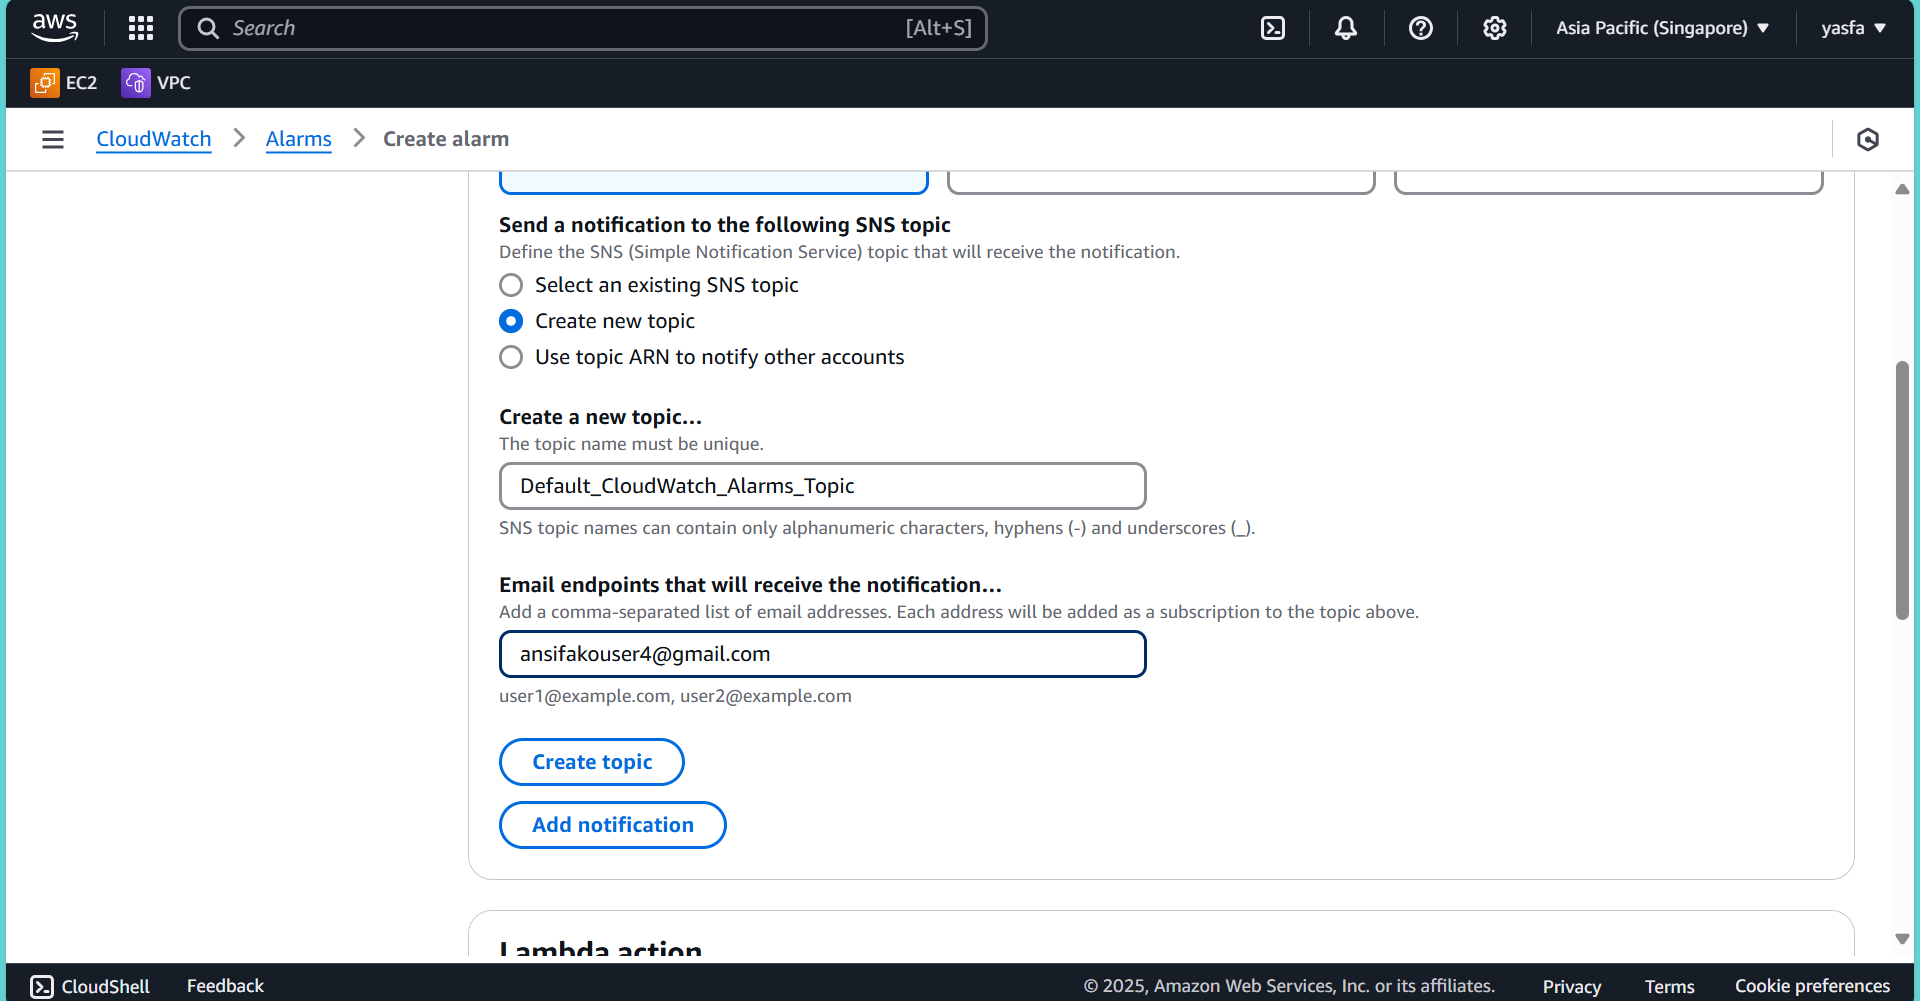 aws Search [Alt+S] Asia Pacific (Singapore) yasfa
EC2 VPC
CloudWatch > Alarms > Create alarm
Send a notification to the following SNS topic
Define the SNS (Simple Notification Service) topic that will receive the notification.
Select an existing SNS topic
Create new topic
Use topic ARN to notify other accounts
Create a new topic…
The topic name must be unique.
Default_CloudWatch_Alarms_Topic
SNS topic names can contain only alphanumeric characters, hyphens (-) and underscores (_).
Email endpoints that will receive the notification…
Add a comma-separated list of email addresses. Each address will be added as a subscription to the topic above.
ansifakouser4@gmail.com
user1@example.com, user2@example.com
Create topic
Add notification
Lambda action
CloudShell Feedback © 2025, Amazon Web Services, Inc. or its affiliates. Privacy Terms Cookie preferences